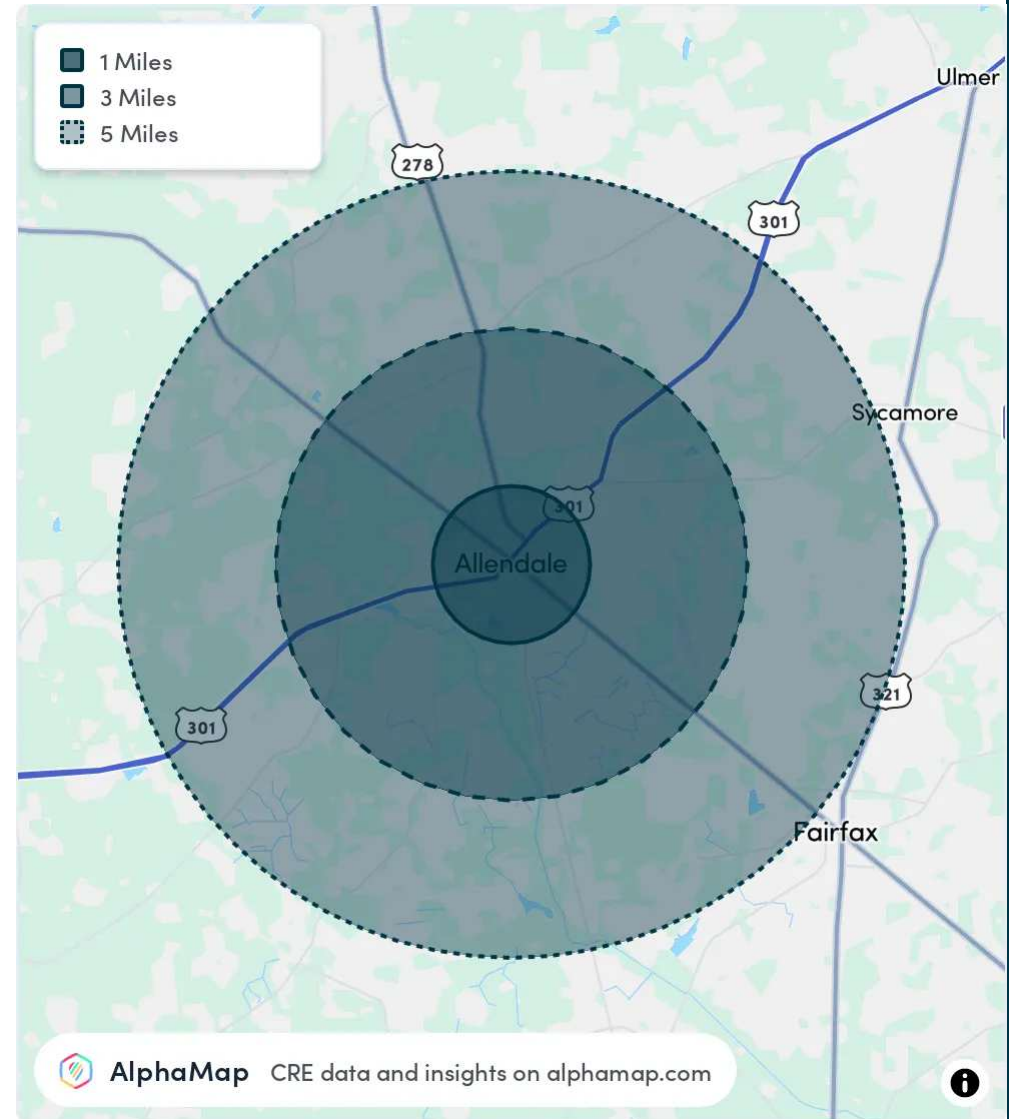 1 Miles
3 Miles
5 Miles
Ulmer
278
301
Sycamore
301
Allendale
321
301
Fairfax
AlphaMap CRE data and insights on alphamap.com
i